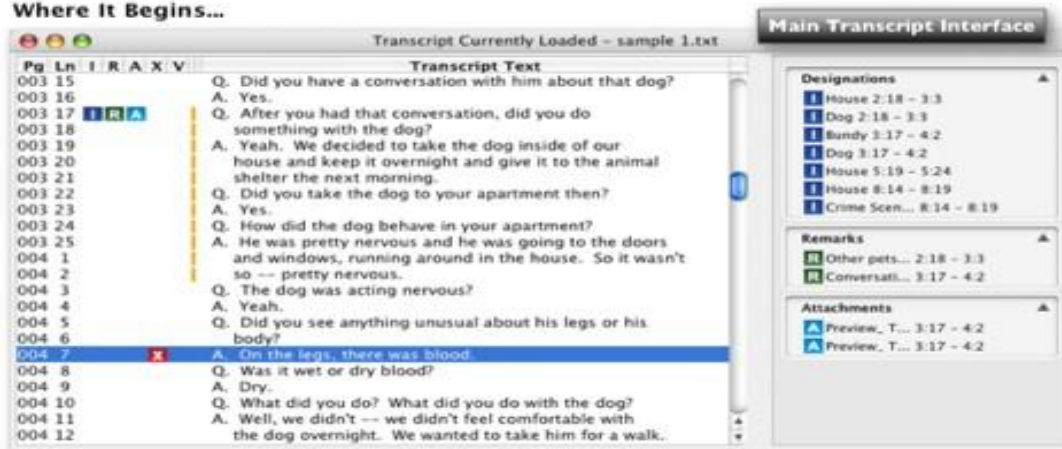 Where It Begins...
Main Transcript Interface
Transcript Currently Loaded – sample 1.txt
Pg Ln I R A X V Transcript Text
003 15 Q. Did you have a conversation with him about that dog?
003 16 A. Yes.
003 17 I R A Q. After you had that conversation, did you do
003 18 something with the dog?
003 19 A. Yeah. We decided to take the dog inside of our
003 20 house and keep it overnight and give it to the animal
003 21 shelter the next morning.
003 22 Q. Did you take the dog to your apartment then?
003 23 A. Yes.
003 24 Q. How did the dog behave in your apartment?
003 25 A. He was pretty nervous and he was going to the doors
004 1 and windows, running around in the house. So it wasn't
004 2 so -- pretty nervous.
004 3 Q. The dog was acting nervous?
004 4 A. Yeah.
004 5 Q. Did you see anything unusual about his legs or his
004 6 body?
004 7 X A. On the legs, there was blood.
004 8 Q. Was it wet or dry blood?
004 9 A. Dry.
004 10 Q. What did you do? What did you do with the dog?
004 11 A. Well, we didn't -- we didn't feel comfortable with
004 12 the dog overnight. We wanted to take him for a walk.
Designations
I House 2:18 – 3:3
I Dog 2:18 – 3:3
I Bundy 3:17 – 4:2
I Dog 3:17 – 4:2
I House 5:19 – 5:24
I House 8:14 – 8:19
I Crime Scen... 8:14 – 8:19
Remarks
R Other pets... 2:18 – 3:3
R Conversati... 3:17 – 4:2
Attachments
A Preview_ T... 3:17 – 4:2
A Preview_ T... 3:17 – 4:2